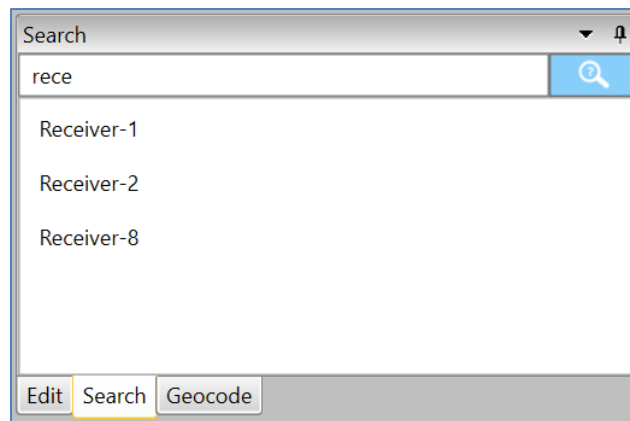 Search
rece
Receiver-1
Receiver-2
Receiver-8
Edit Search Geocode